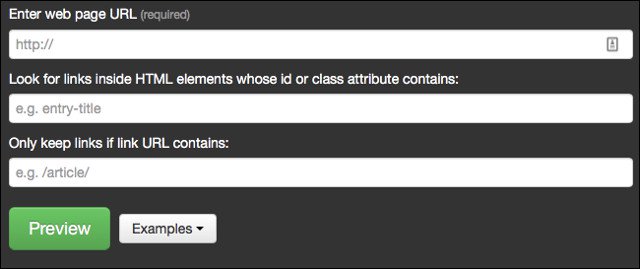 Enter web page URL (required)
http://
Look for links inside HTML elements whose id or class attribute contains:
e.g. entry-title
Only keep links if link URL contains:
e.g. /article/
Preview
Examples